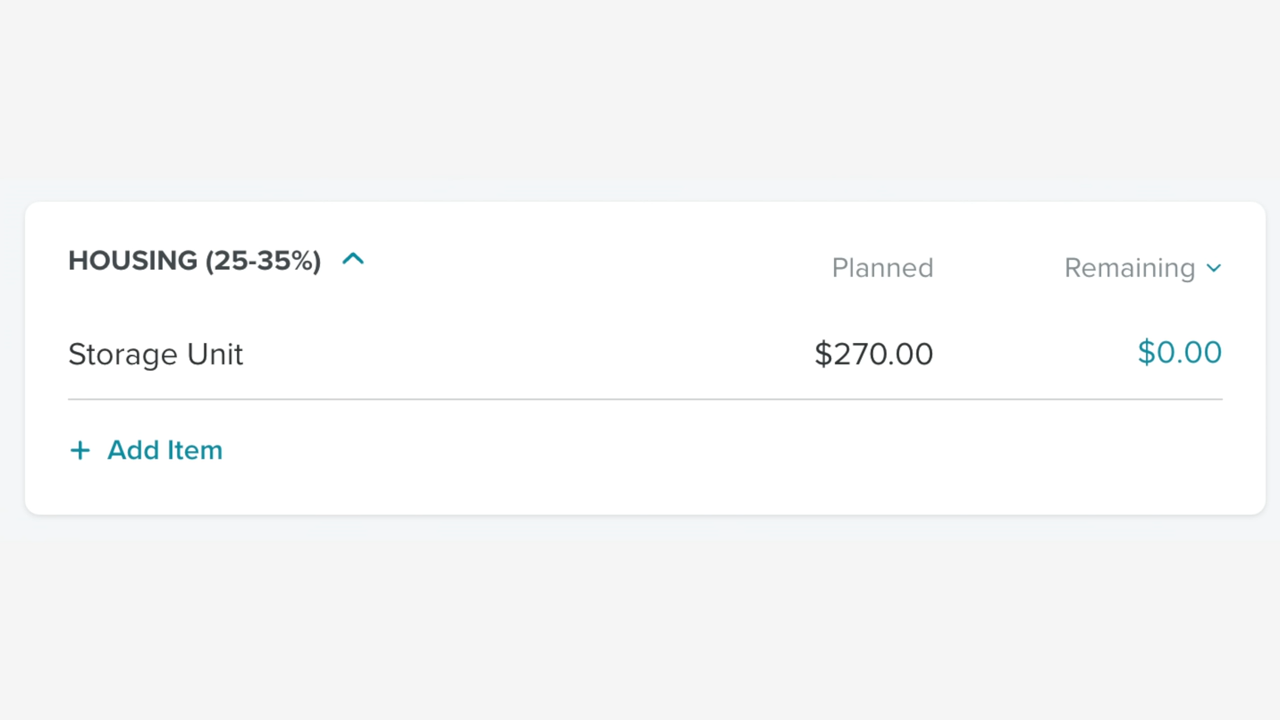 HOUSING (25-35%) Planned Remaining
Storage Unit $270.00 $0.00
+ Add Item